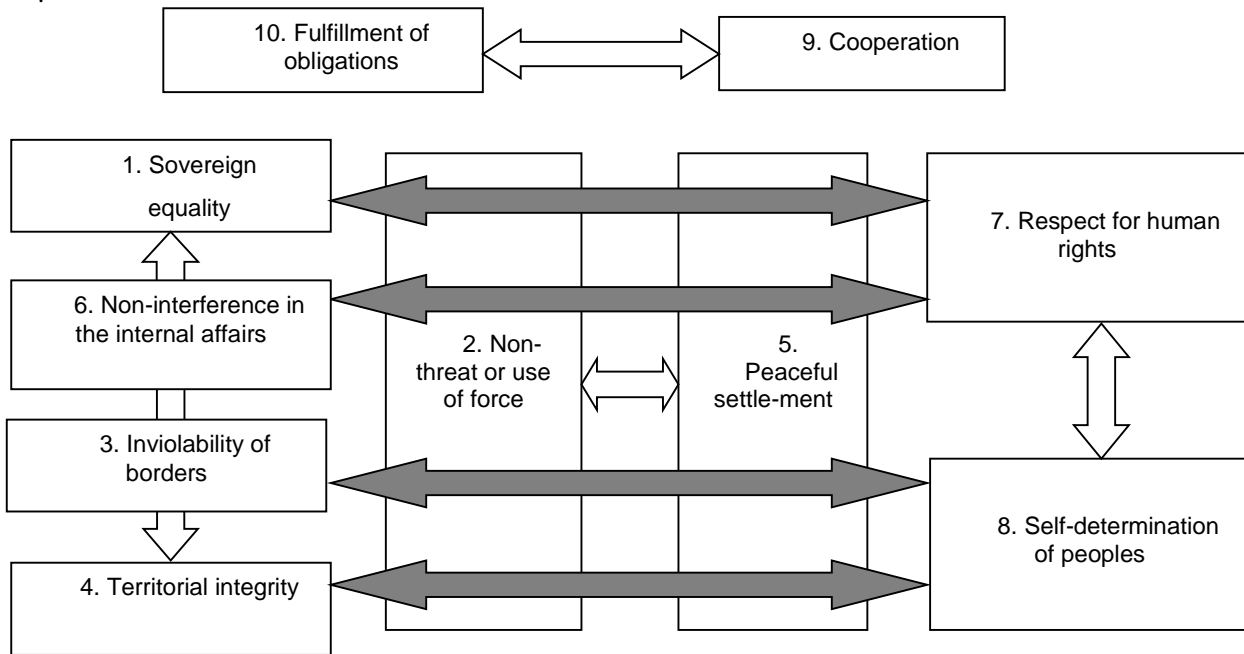 10. Fulfillment of
obligations
9. Cooperation
1. Sovereign
equality
7. Respect for human
rights
6. Non-interference in
the internal affairs
2. Non-
threat or use
of force
5.
Peaceful
settle-ment
3. Inviolability of
borders
8. Self-determination
of peoples
4. Territorial integrity